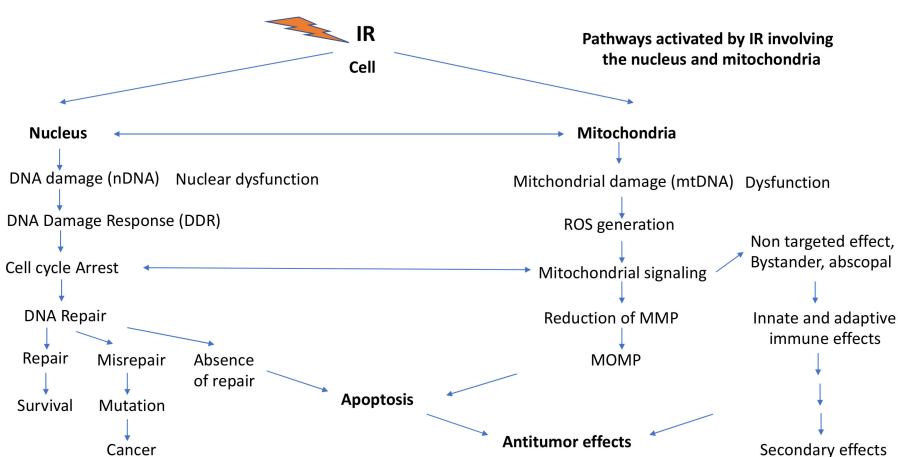 IR
Cell
Pathways activated by IR involving
the nucleus and mitochondria
Nucleus
Mitochondria
DNA damage (nDNA) Nuclear dysfunction
Mitchondrial damage (mtDNA) Dysfunction
DNA Damage Response (DDR)
ROS generation
Cell cycle Arrest
Mitochondrial signaling
Non targeted effect,
Bystander, abscopal
DNA Repair
Reduction of MMP
Innate and adaptive
immune effects
Repair
Misrepair
Absence
of repair
MOMP
Survival
Mutation
Apoptosis
Cancer
Antitumor effects
Secondary effects